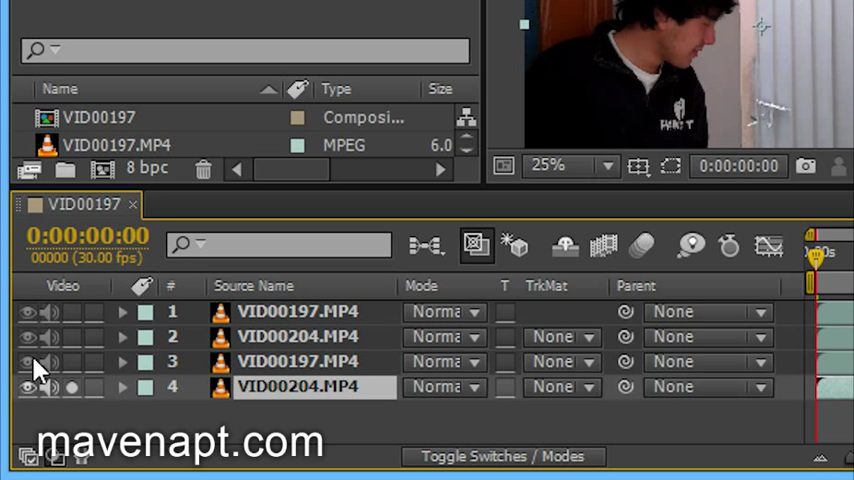 Name Type Size
VID00197 Composi...
VID00197.MP4 MPEG 6.0
8 bpc 25% 0:00:00:00
VID00197 ×
0:00:00:00
00000 (30.00 fps)
Video # Source Name Mode T TrkMat Parent
1 VID00197.MP4 Norma None
2 VID00204.MP4 Norma None None
3 VID00197.MP4 Norma None None
4 VID00204.MP4 Norma None None
mavenapt.com
Toggle Switches / Modes